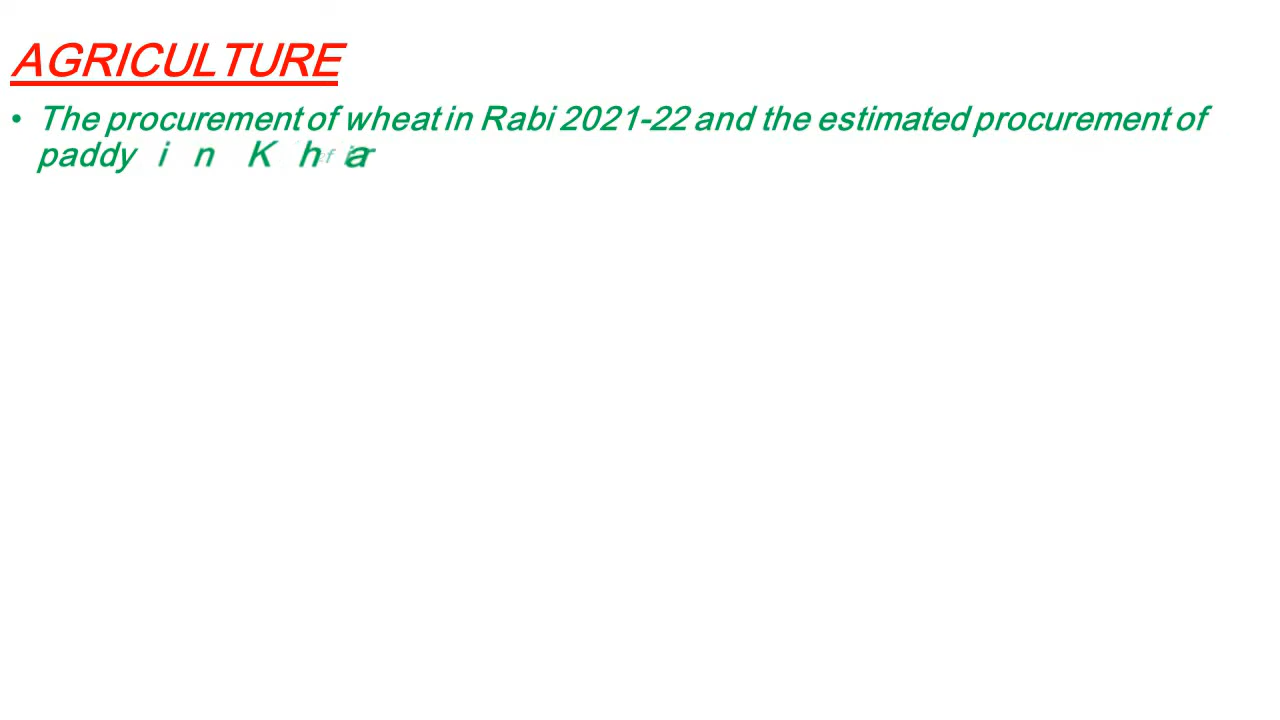 AGRICULTURE
• The procurement of wheat in Rabi 2021-22 and the estimated procurement of
paddy in